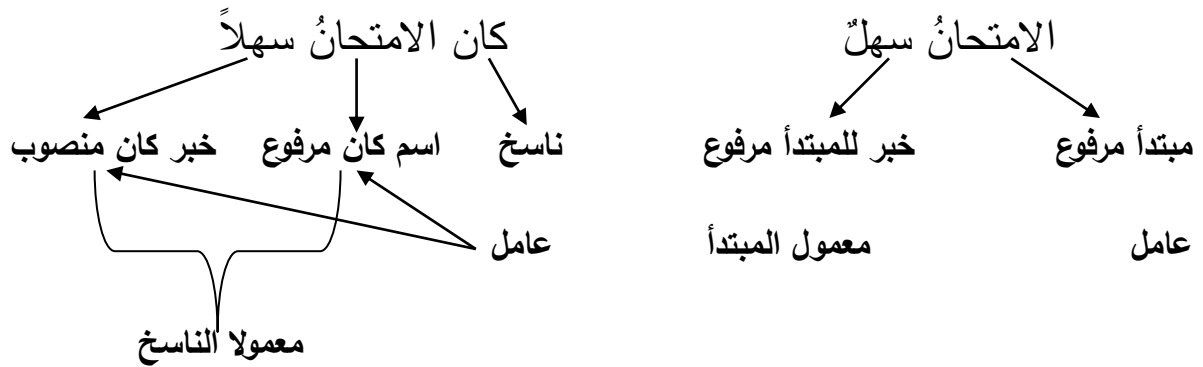 الامتحانُ سهلٌ
كان الامتحانُ سهلاً
مبتدأ مرفوع
خبر للمبتدأ مرفوع
ناسخ
اسم كان مرفوع
خبر كان منصوب
عامل
معمول المبتدأ
عامل
معمولا الناسخ